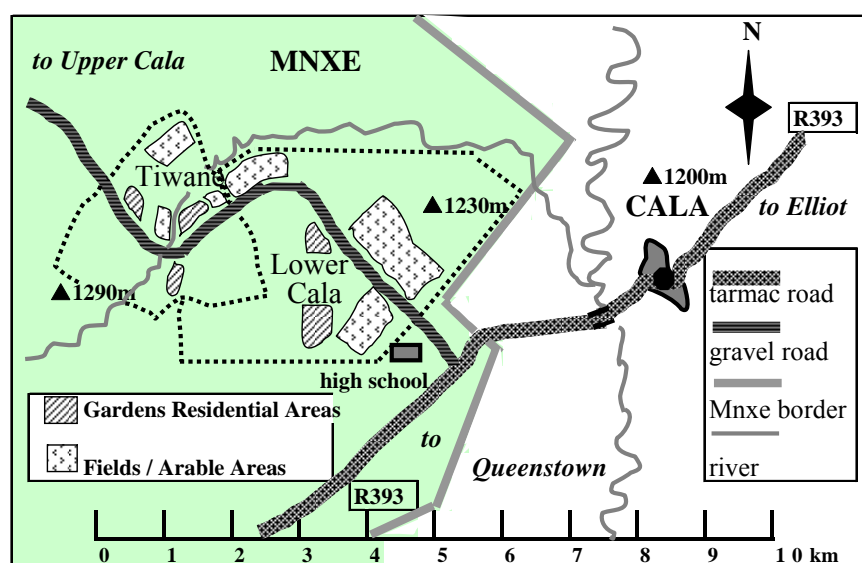 to Upper Cala
MNXE
N
R393
Tiwane
▲1200m
CALA
to Elliot
▲1230m
Lower
Cala
▲1290m
tarmac road
gravel road
Mnxe border
river
high school
Gardens Residential Areas
Fields / Arable Areas
to
Queenstown
R393
0 1 2 3 4 5 6 7 8 9 10 km